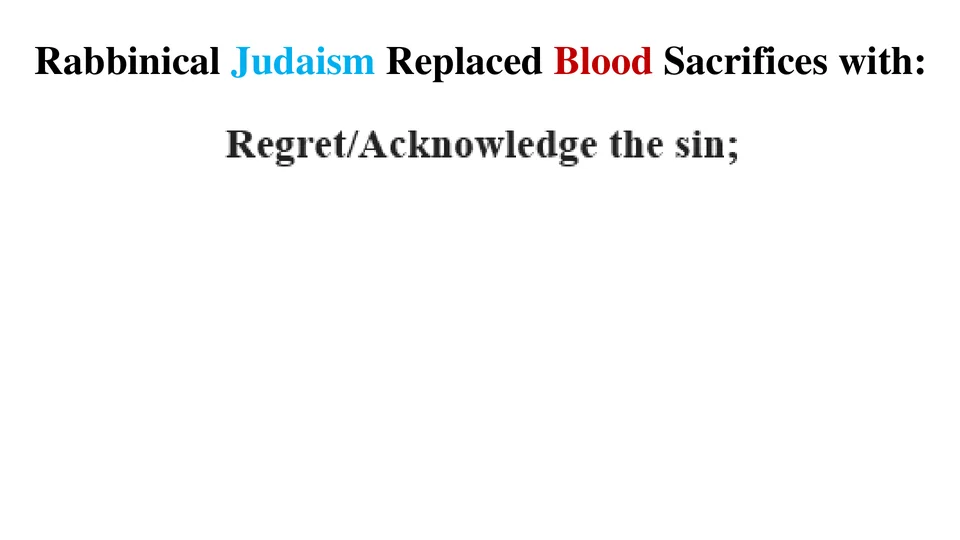 Rabbinical Judaism Replaced Blood Sacrifices with:
Regret/Acknowledge the sin;